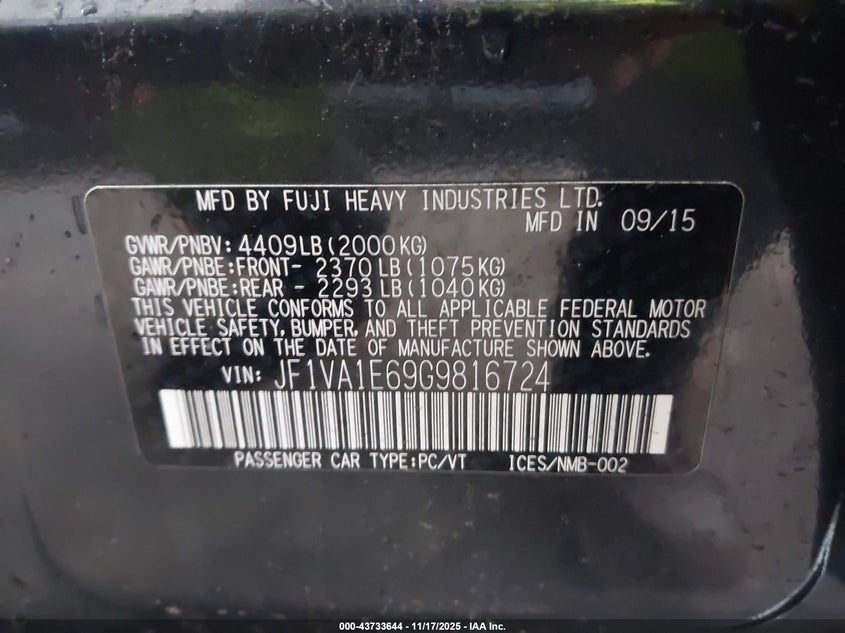 MFD BY FUJI HEAVY INDUSTRIES LTD.
MFD IN 09/15
GVWR/PNBV: 4409LB(2000KG)
GAWR/PNBE:FRONT- 2370LB(1075KG)
GAWR/PNBE:REAR - 2293LB(1040KG)
THIS VEHICLE CONFORMS TO ALL APPLICABLE FEDERAL MOTOR
VEHICLE SAFETY, BUMPER, AND THEFT PREVENTION STANDARDS
IN EFFECT ON THE DATE OF MANUFACTURE SHOWN ABOVE.
VIN: JF1VA1E69G9816724
PASSENGER CAR TYPE:PC/VT ICES/NMB-002
000-43733644 - 11/17/2025 - IAA Inc.